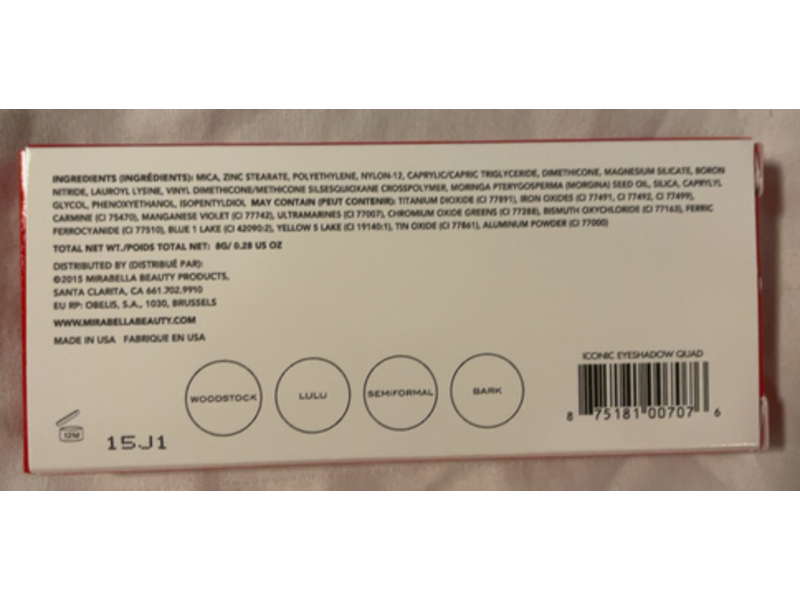 INGREDIENTS (INGRÉDIENTS): MICA, ZINC STEARATE, POLYETHYLENE, NYLON-12, CAPRYLIC/CAPRIC TRIGLYCERIDE, DIMETHICONE, MAGNESIUM SILICATE, BORON
NITRIDE, LAUROYL LYSINE, VINYL DIMETHICONE/METHICONE SILSESQUIOXANE CROSSPOLYMER, MORINGA PTERYGOSPERMA (MORGINA) SEED OIL, SILICA, CAPRYLYL
GLYCOL, PHENOXYETHANOL, ISOPENTYLDIOL MAY CONTAIN (PEUT CONTENIR): TITANIUM DIOXIDE (CI 77891), IRON OXIDES (CI 77491, CI 77492, CI 77499),
CARMINE (CI 75470), MANGANESE VIOLET (CI 77742), ULTRAMARINES (CI 77007), CHROMIUM OXIDE GREENS (CI 77288), BISMUTH OXYCHLORIDE (CI 77163), FERRIC
FERROCYANIDE (CI 77510), BLUE 1 LAKE (CI 42090:2), YELLOW 5 LAKE (CI 19140:1), TIN OXIDE (CI 77861), ALUMINUM POWDER (CI 77000)
TOTAL NET WT./POIDS TOTAL NET: 8G/ 0.28 US OZ
DISTRIBUTED BY (DISTRIBUÉ PAR):
©2015 MIRABELLA BEAUTY PRODUCTS,
SANTA CLARITA, CA 661.702.9910
EU RP: OBELIS, S.A., 1030, BRUSSELS
WWW.MIRABELLABEAUTY.COM
MADE IN USA FABRIQUE EN USA
WOODSTOCK
LULU
SEMIFORMAL
BARK
ICONIC EYESHADOW QUAD
8 75181 00707 6
12M
15J1